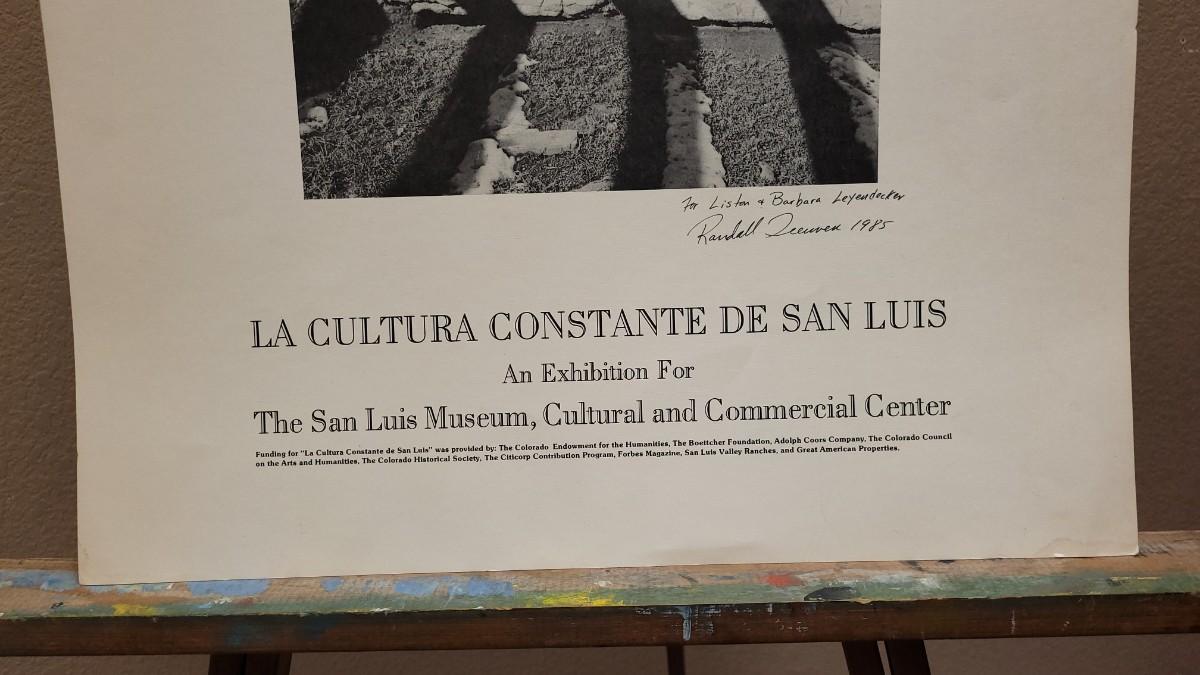 For Liston & Barbara Leyendecker
Randall Teeuwen 1985
LA CULTURA CONSTANTE DE SAN LUIS
An Exhibition For
The San Luis Museum, Cultural and Commercial Center
Funding for "La Cultura Constante de San Luis" was provided by: The Colorado Endowment for the Humanities, The Boettcher Foundation, Adolph Coors Company, The Colorado Council
on the Arts and Humanities, The Colorado Historical Society, The Citicorp Contribution Program, Forbes Magazine, San Luis Valley Ranches, and Great American Properties.